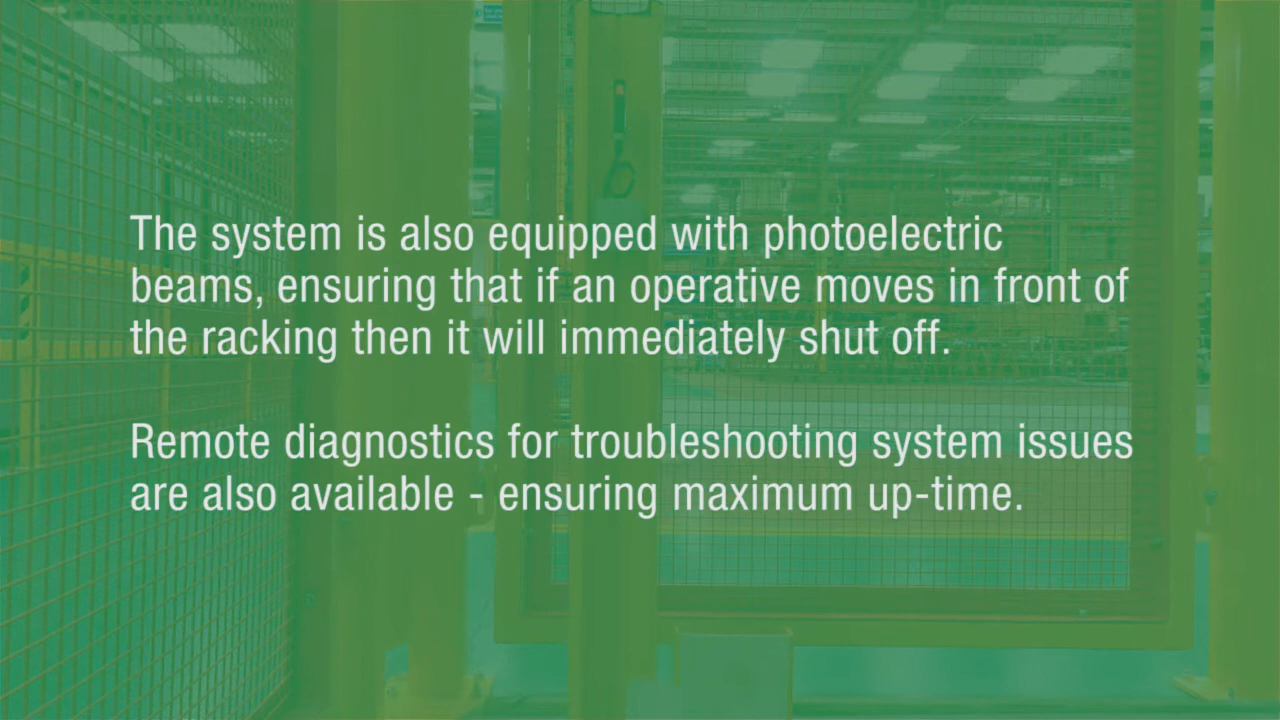 The system is also equipped with photoelectric
beams, ensuring that if an operative moves in front of
the racking then it will immediately shut off.
Remote diagnostics for troubleshooting system issues
are also available - ensuring maximum up-time.